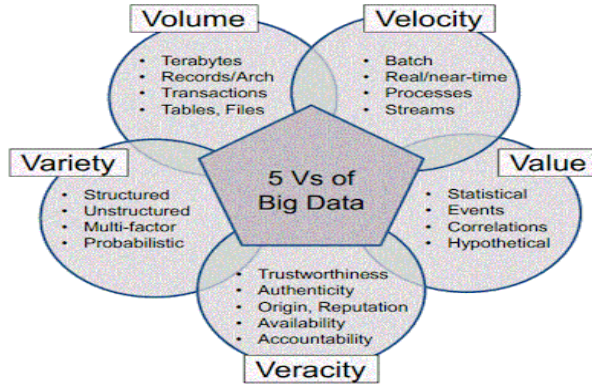 Volume
• Terabytes
• Records/Arch
• Transactions
• Tables, Files
Velocity
• Batch
• Real/near-time
• Processes
• Streams
Variety
• Structured
• Unstructured
• Multi-factor
• Probabilistic
5 Vs of
Big Data
Value
• Statistical
• Events
• Correlations
• Hypothetical
• Trustworthiness
• Authenticity
• Origin, Reputation
• Availability
• Accountability
Veracity